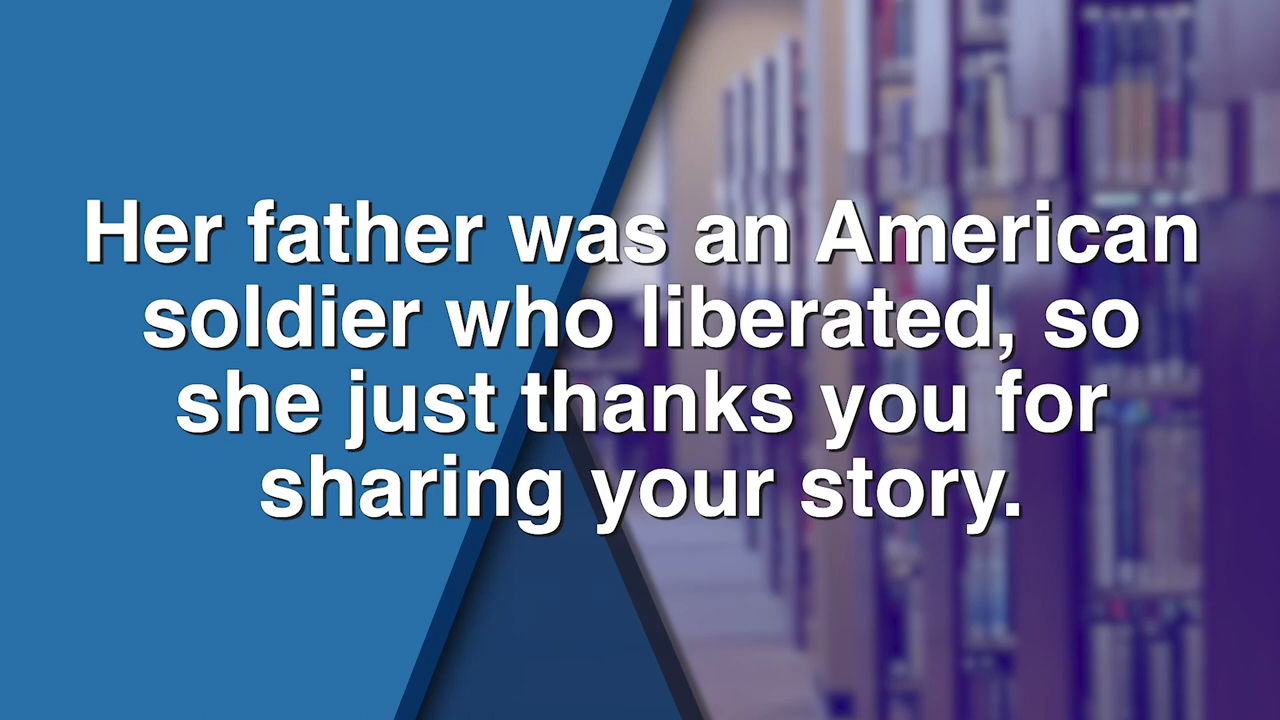 Her father was an American
soldier who liberated, so
she just thanks you for
sharing your story.